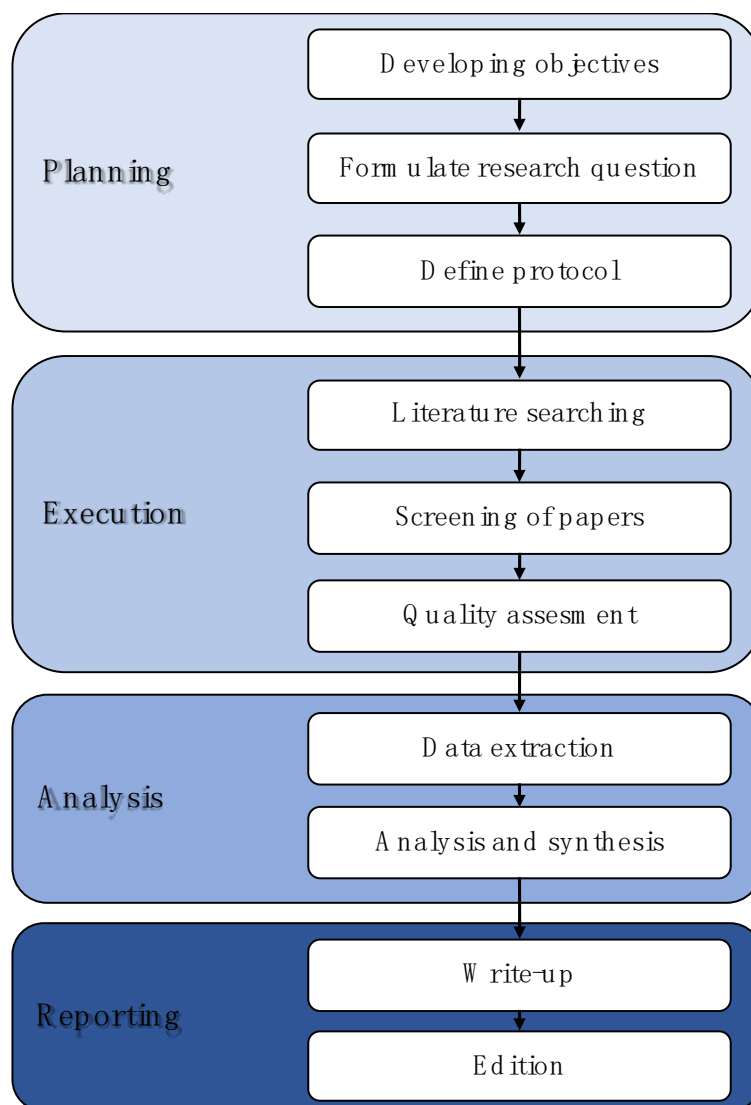 Developing objectives
Planning
Formulate research question
Define protocol
Literature searching
Execution
Screening of papers
Quality assesment
Data extraction
Analysis
Analysis and synthesis
Write-up
Reporting
Edition